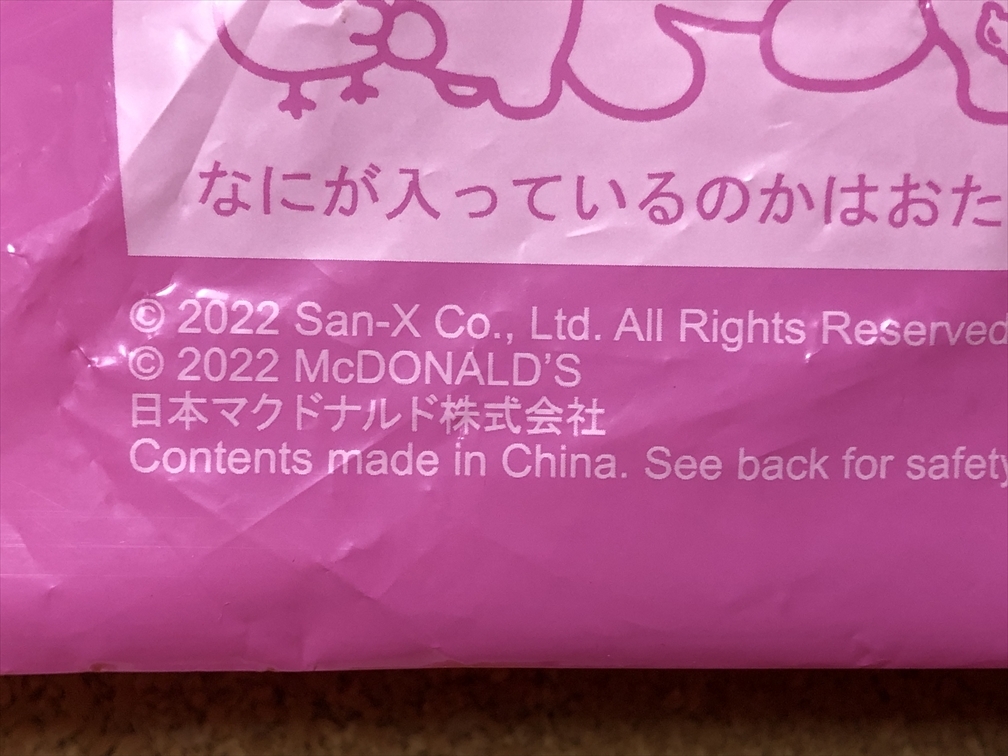 なにが入っているのかはおた
© 2022 San-X Co., Ltd. All Rights Reserved
© 2022 McDONALD'S
日本マクドナルド株式会社
Contents made in China. See back for safety